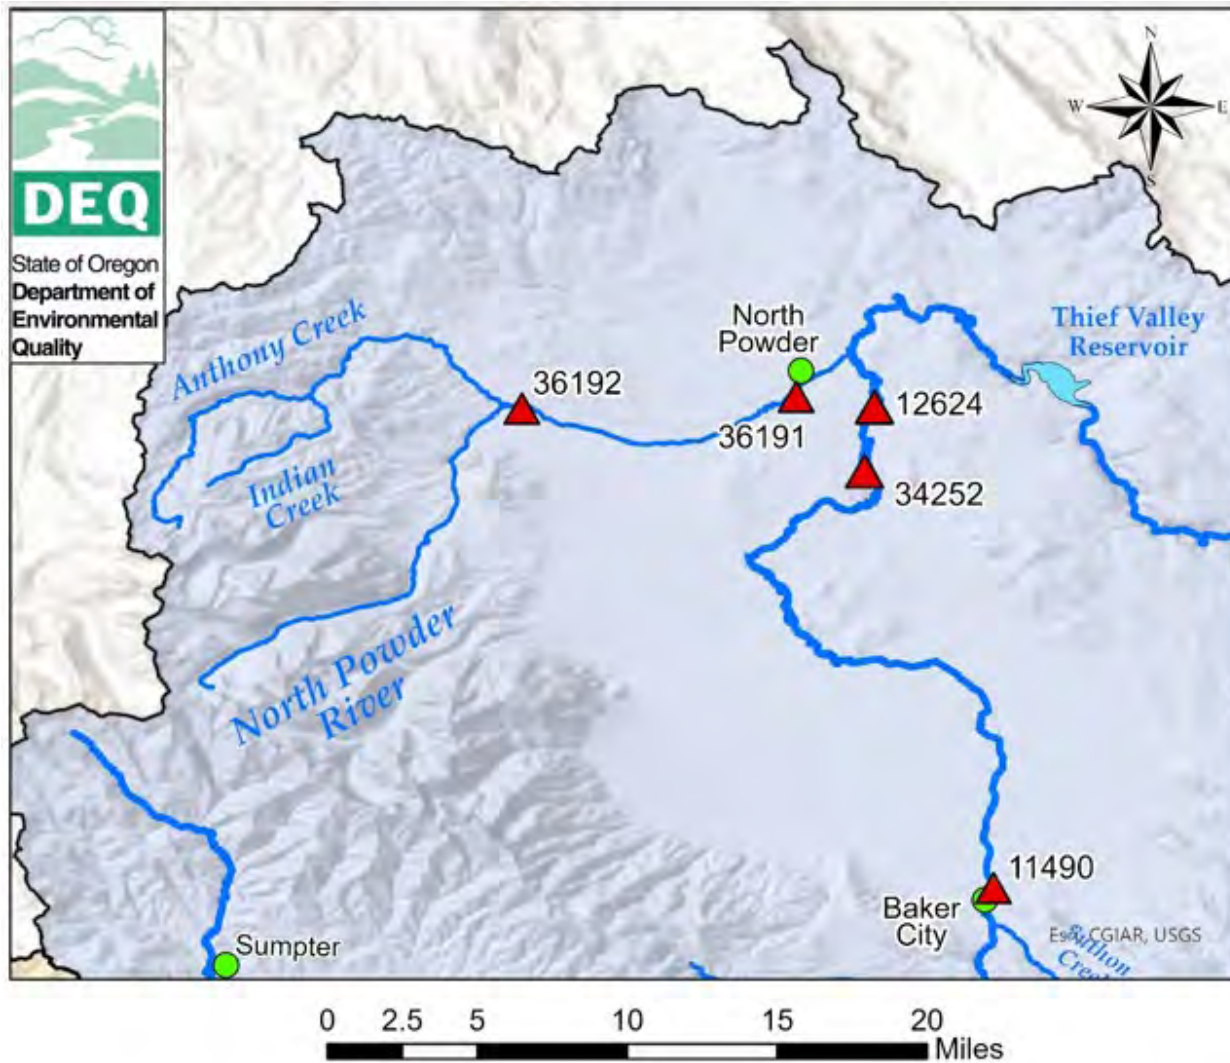 DEQ
State of Oregon
Department of
Environmental
Quality
N
W
E
S
Anthony Creek
Indian
Creek
36192
North
Powder
36191
12624
34252
Thief Valley
Reservoir
North Powder
River
11490
Baker
City
Sumpter
CGIAR, USGS
Creek
0 2.5 5 10 15 20
Miles